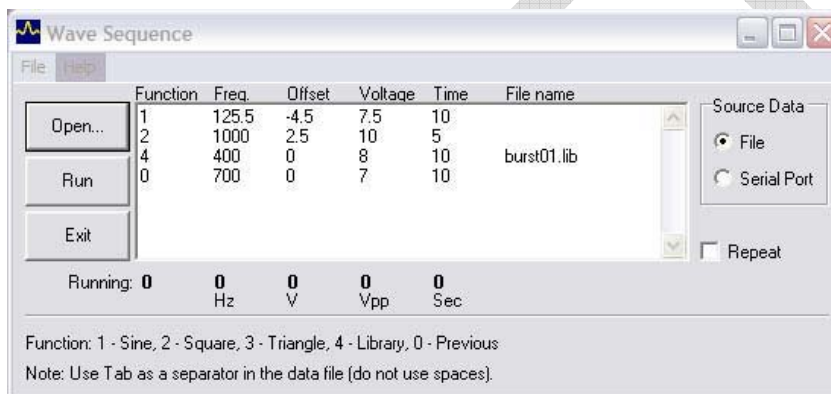 Wave Sequence
File Help
Function Freq. Offset Voltage Time File name
Open...
Run
Exit
1 125.5 -4.5 7.5 10
2 1000 2.5 10 5
4 400 0 8 10 burst01.lib
0 700 0 7 10
Source Data
File
Serial Port
Repeat
Running: 0 0 0 0 0
Hz V Vpp Sec
Function: 1 - Sine, 2 - Square, 3 - Triangle, 4 - Library, 0 - Previous
Note: Use Tab as a separator in the data file (do not use spaces).